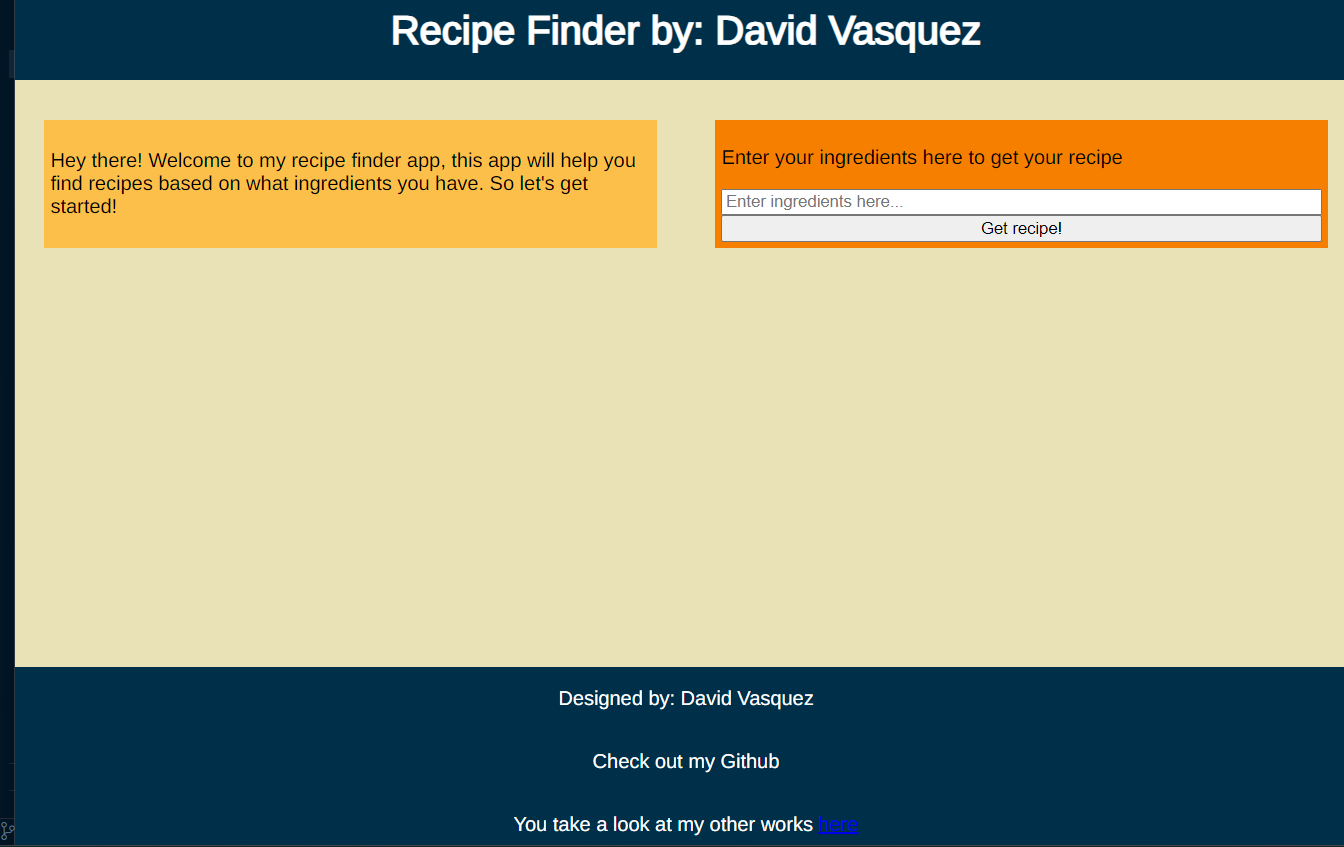 Recipe Finder by: David Vasquez
Hey there! Welcome to my recipe finder app, this app will help you
find recipes based on what ingredients you have. So let's get
started!
Enter your ingredients here to get your recipe
Enter ingredients here...
Get recipe!
Designed by: David Vasquez
Check out my Github
You take a look at my other works here